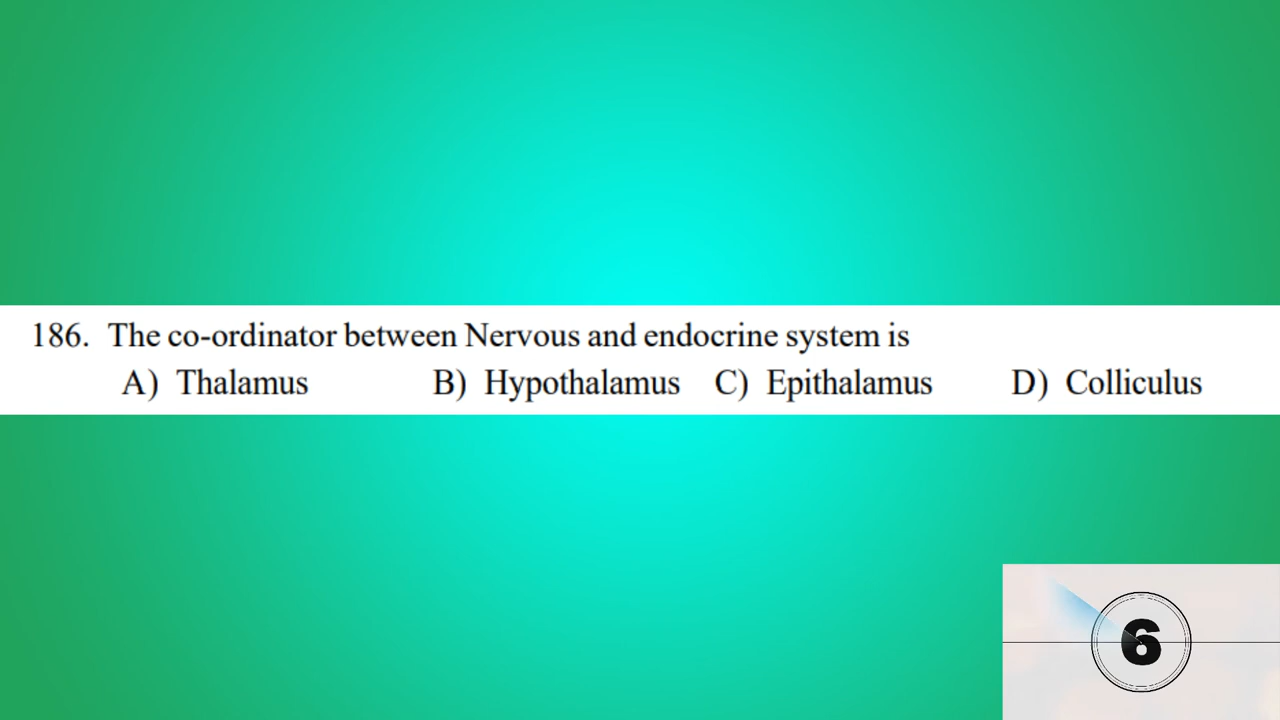 186. The co-ordinator between Nervous and endocrine system is
A) Thalamus B) Hypothalamus C) Epithalamus D) Colliculus
6